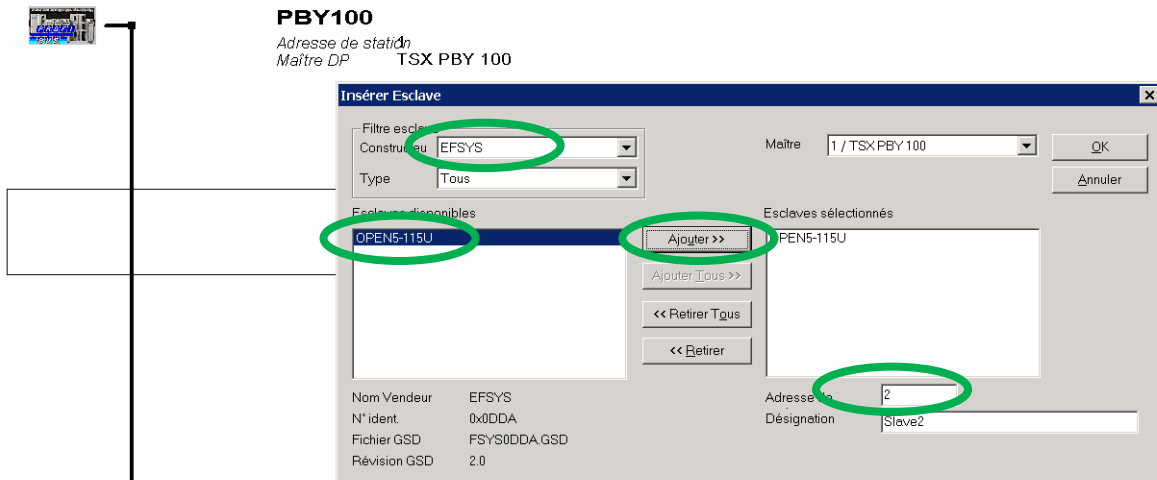 PBY100
Adresse de station 1
Maître DP TSX PBY 100
Insérer Esclave
Filtre esclave
Constructeu EFSYS
Type Tous
Maître 1 / TSX PBY 100
OK
Annuler
Esclaves disponibles
OPEN5-115U
Ajouter >>
Ajouter Tous >>
<< Retirer Tous
<< Retirer
Esclaves sélectionnés
OPEN5-115U
Nom Vendeur EFSYS
N° ident. 0x0DDA
Fichier GSD FSYS0DDA.GSD
Révision GSD 2.0
Adresse de 2
Désignation Slave2